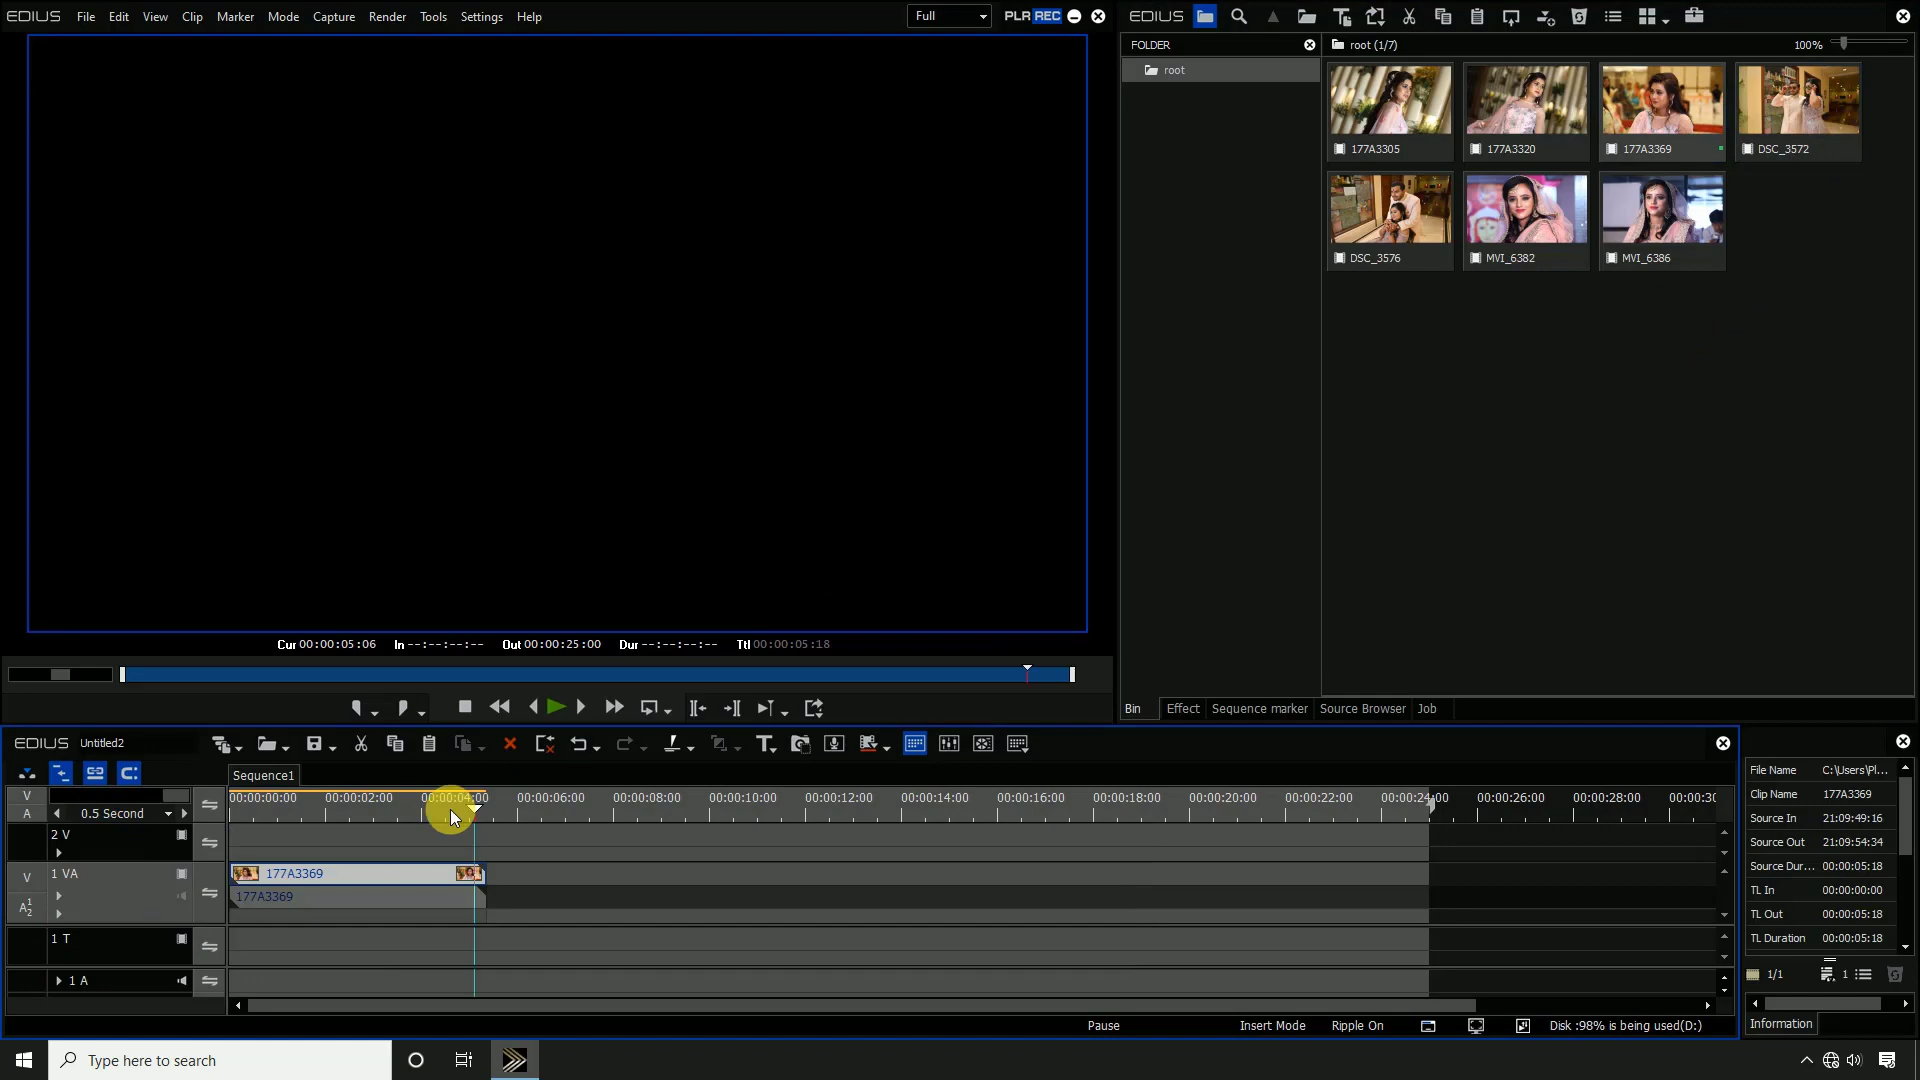 EDIUS File Edit View Clip Marker Mode Capture Render Tools Settings Help Full PLR REC
Cur 00:00:05:06 In --:--:--:-- Out 00:00:25:00 Dur --:--:--:-- Ttl 00:00:05:18
EDIUS
FOLDER
root
root (1/7) 100%
177A3305 177A3320 177A3369 DSC_3572
DSC_3576 MVI_6382 MVI_6386
Bin Effect Sequence marker Source Browser Job
EDIUS Untitled2
Sequence1
V
A 0.5 Second
00:00:00:00 00:00:02:00 00:00:04:00 00:00:06:00 00:00:08:00 00:00:10:00 00:00:12:00 00:00:14:00 00:00:16:00 00:00:18:00 00:00:20:00 00:00:22:00 00:00:24:00 00:00:26:00 00:00:28:00 00:00:30
2 V
V 1 VA 177A3369
A12 177A3369
1 T
1 A
Pause Insert Mode Ripple On Disk :98% is being used(D:)
File Name C:\Users\Pl...
Clip Name 177A3369
Source In 21:09:49:16
Source Out 21:09:54:34
Source Dur... 00:00:05:18
TL In 00:00:00:00
TL Out 00:00:05:18
TL Duration 00:00:05:18
1/1 1
Information
Type here to search